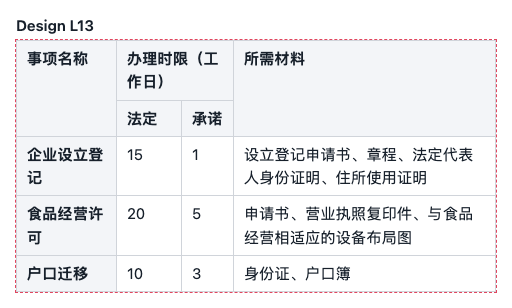 Design L13
事项名称
办理时限（工
作日）
所需材料
法定
承诺
企业设立登
记
15
1
设立登记申请书、章程、法定代表
人身份证明、住所使用证明
食品经营许
可
20
5
申请书、营业执照复印件、与食品
经营相适应的设备布局图
户口迁移
10
3
身份证、户口簿